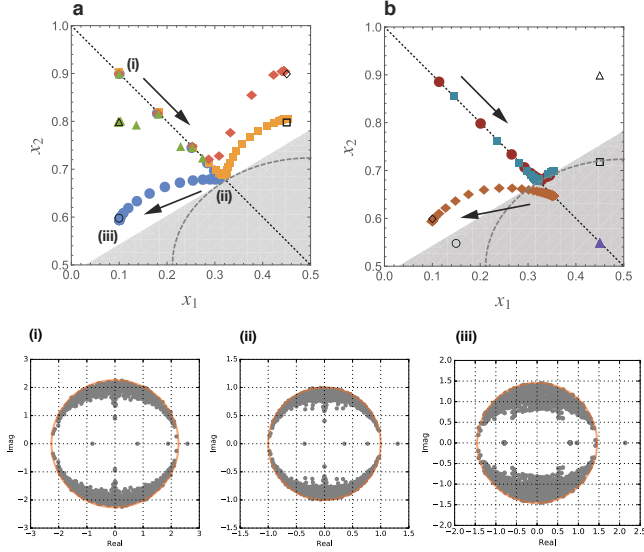 a
b
(i)
(ii)
(iii)
x₂
1.0
0.9
0.8
0.7
0.6
0.5
0.0 0.1 0.2 0.3 0.4 0.5
x₁
x₂
1.0
0.9
0.8
0.7
0.6
0.5
0.0 0.1 0.2 0.3 0.4 0.5
x₁
(i)
Imag
3
2
1
0
−1
−2
−3
−3 −2 −1 0 1 2 3
Real
(ii)
Imag
1.5
1.0
0.5
0.0
−0.5
−1.0
−1.5
−1.5 −1.0 −0.5 0.0 0.5 1.0 1.5
Real
(iii)
Imag
2.0
1.5
1.0
0.5
0.0
−0.5
−1.0
−1.5
−2.0
−2.0 −1.5 −1.0 −0.5 0.0 0.5 1.0 1.5 2.0 2.5
Real